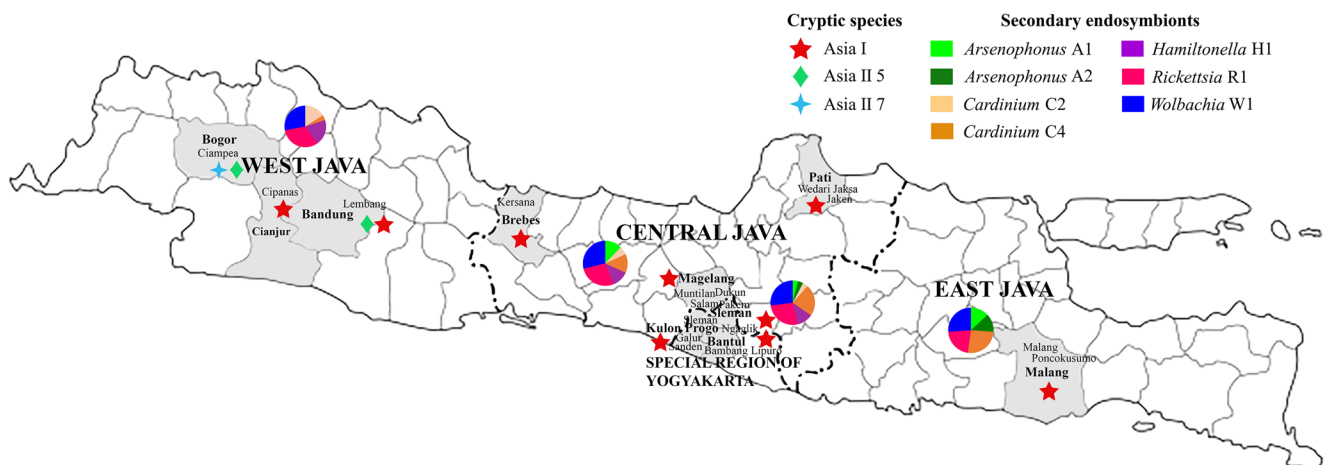 Cryptic species
Asia I
Asia II 5
Asia II 7
Secondary endosymbionts
Arsenophonus A1
Arsenophonus A2
Cardinium C2
Cardinium C4
Hamiltonella H1
Rickettsia R1
Wolbachia W1
Bogor
Ciampea
WEST JAVA
Cipanas
Cianjur
Lembang
Bandung
Kersana
Brebes
CENTRAL JAVA
Pati
Wedari Jaksa
Jaken
Magelang
Muntilan
Dukun
Salam
Pakem
Sleman
Sleman
Kulon Progo
Ngaglik
Galur
Bantul
Sanden
Bambang Lipuro
SPECIAL REGION OF
YOGYAKARTA
EAST JAVA
Malang
Poncokusumo
Malang